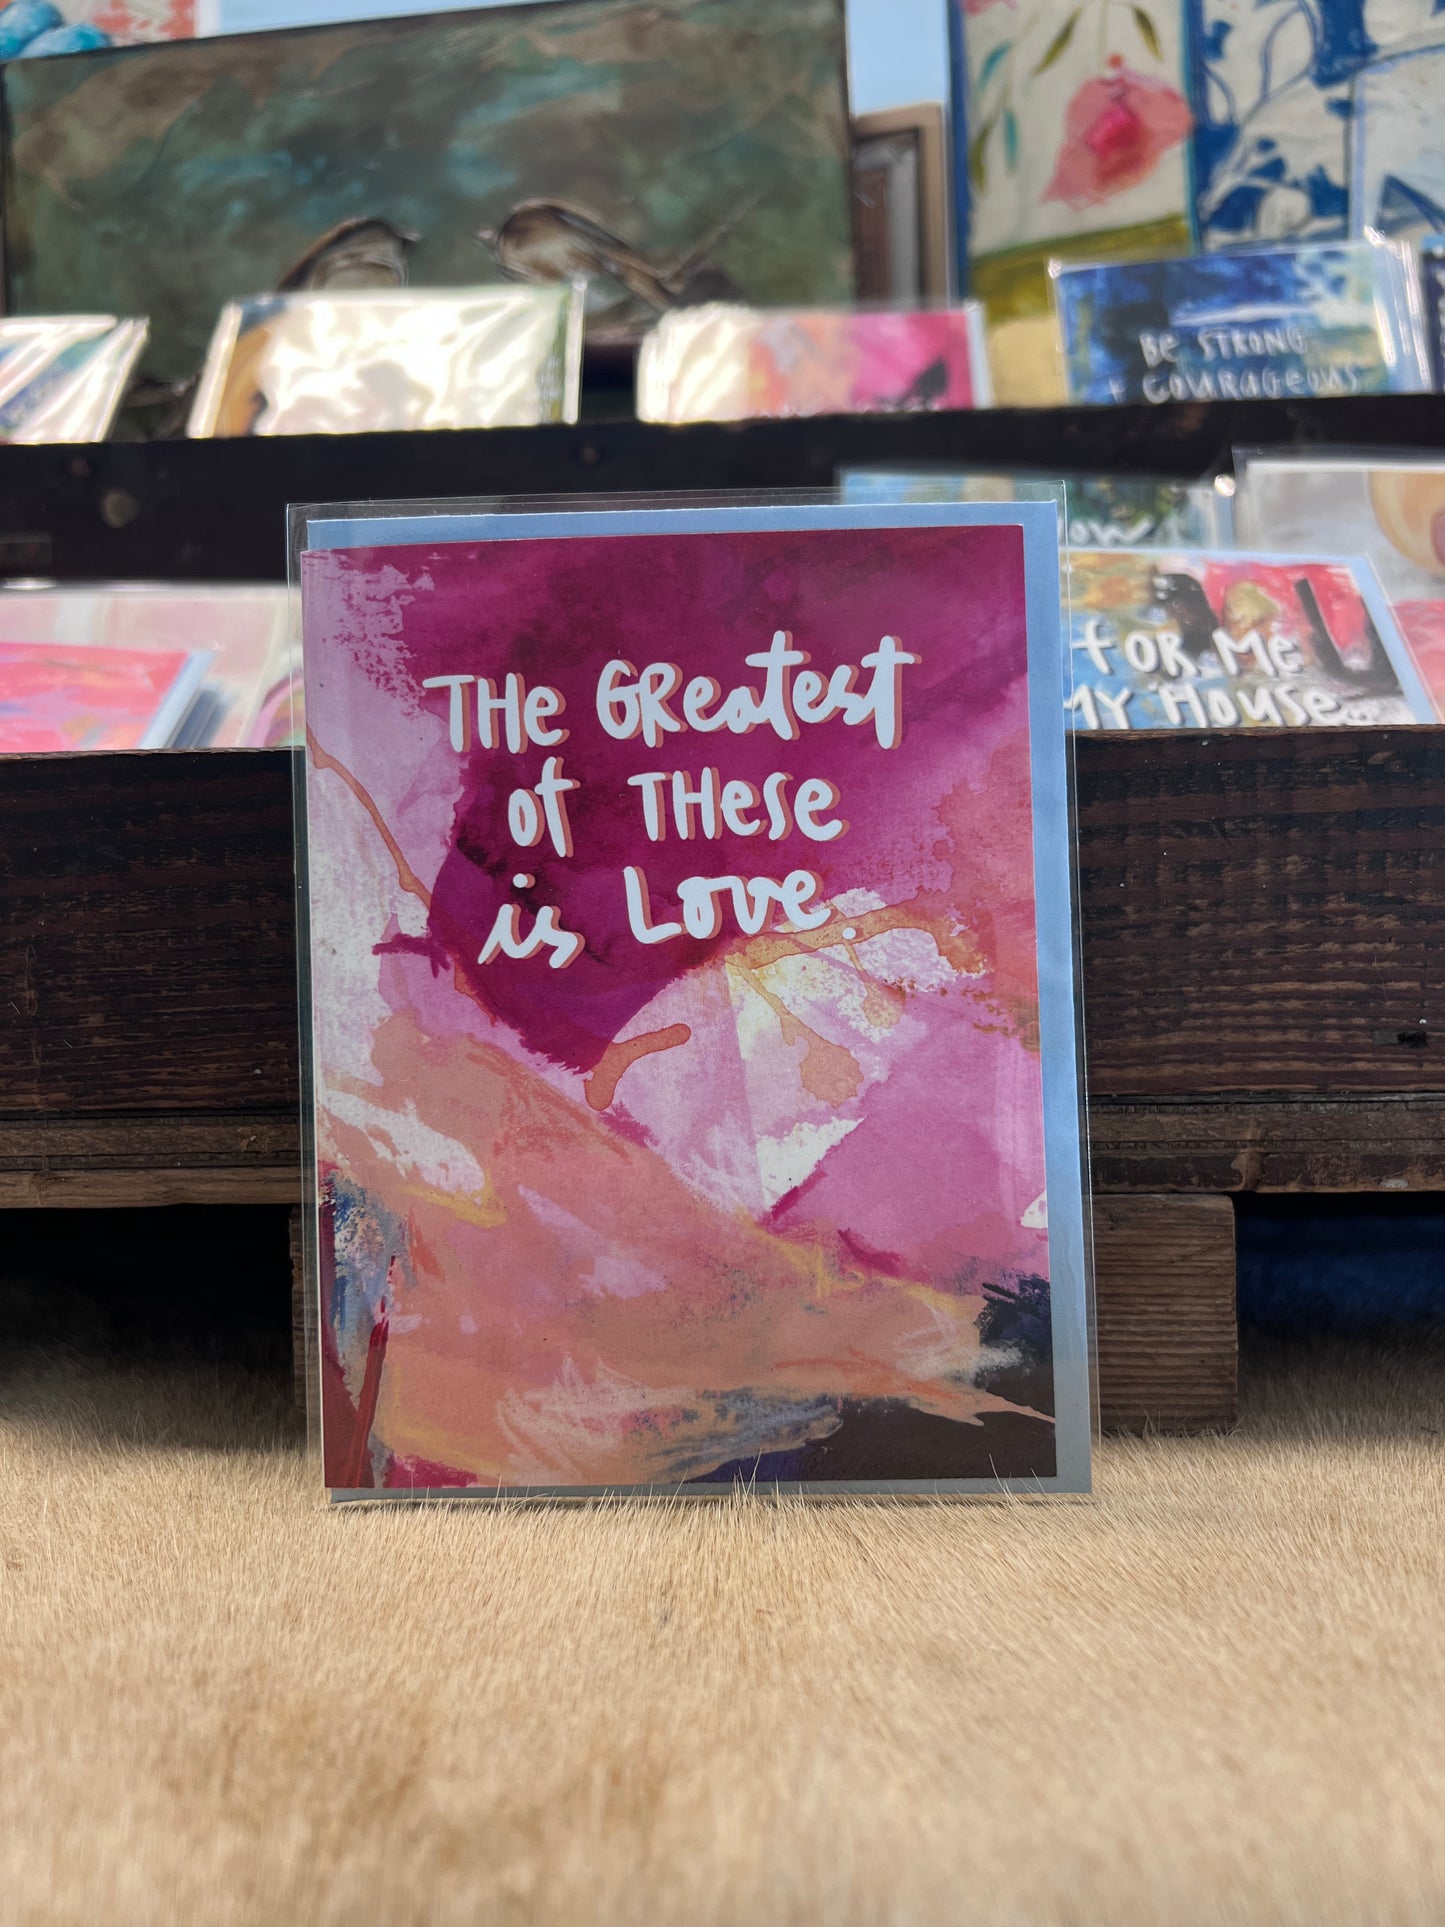 BE STRONG
+ COURAGEOUS
THE GREATEST
OF THESE
is LOVE.
FOR ME
MY HOUSE